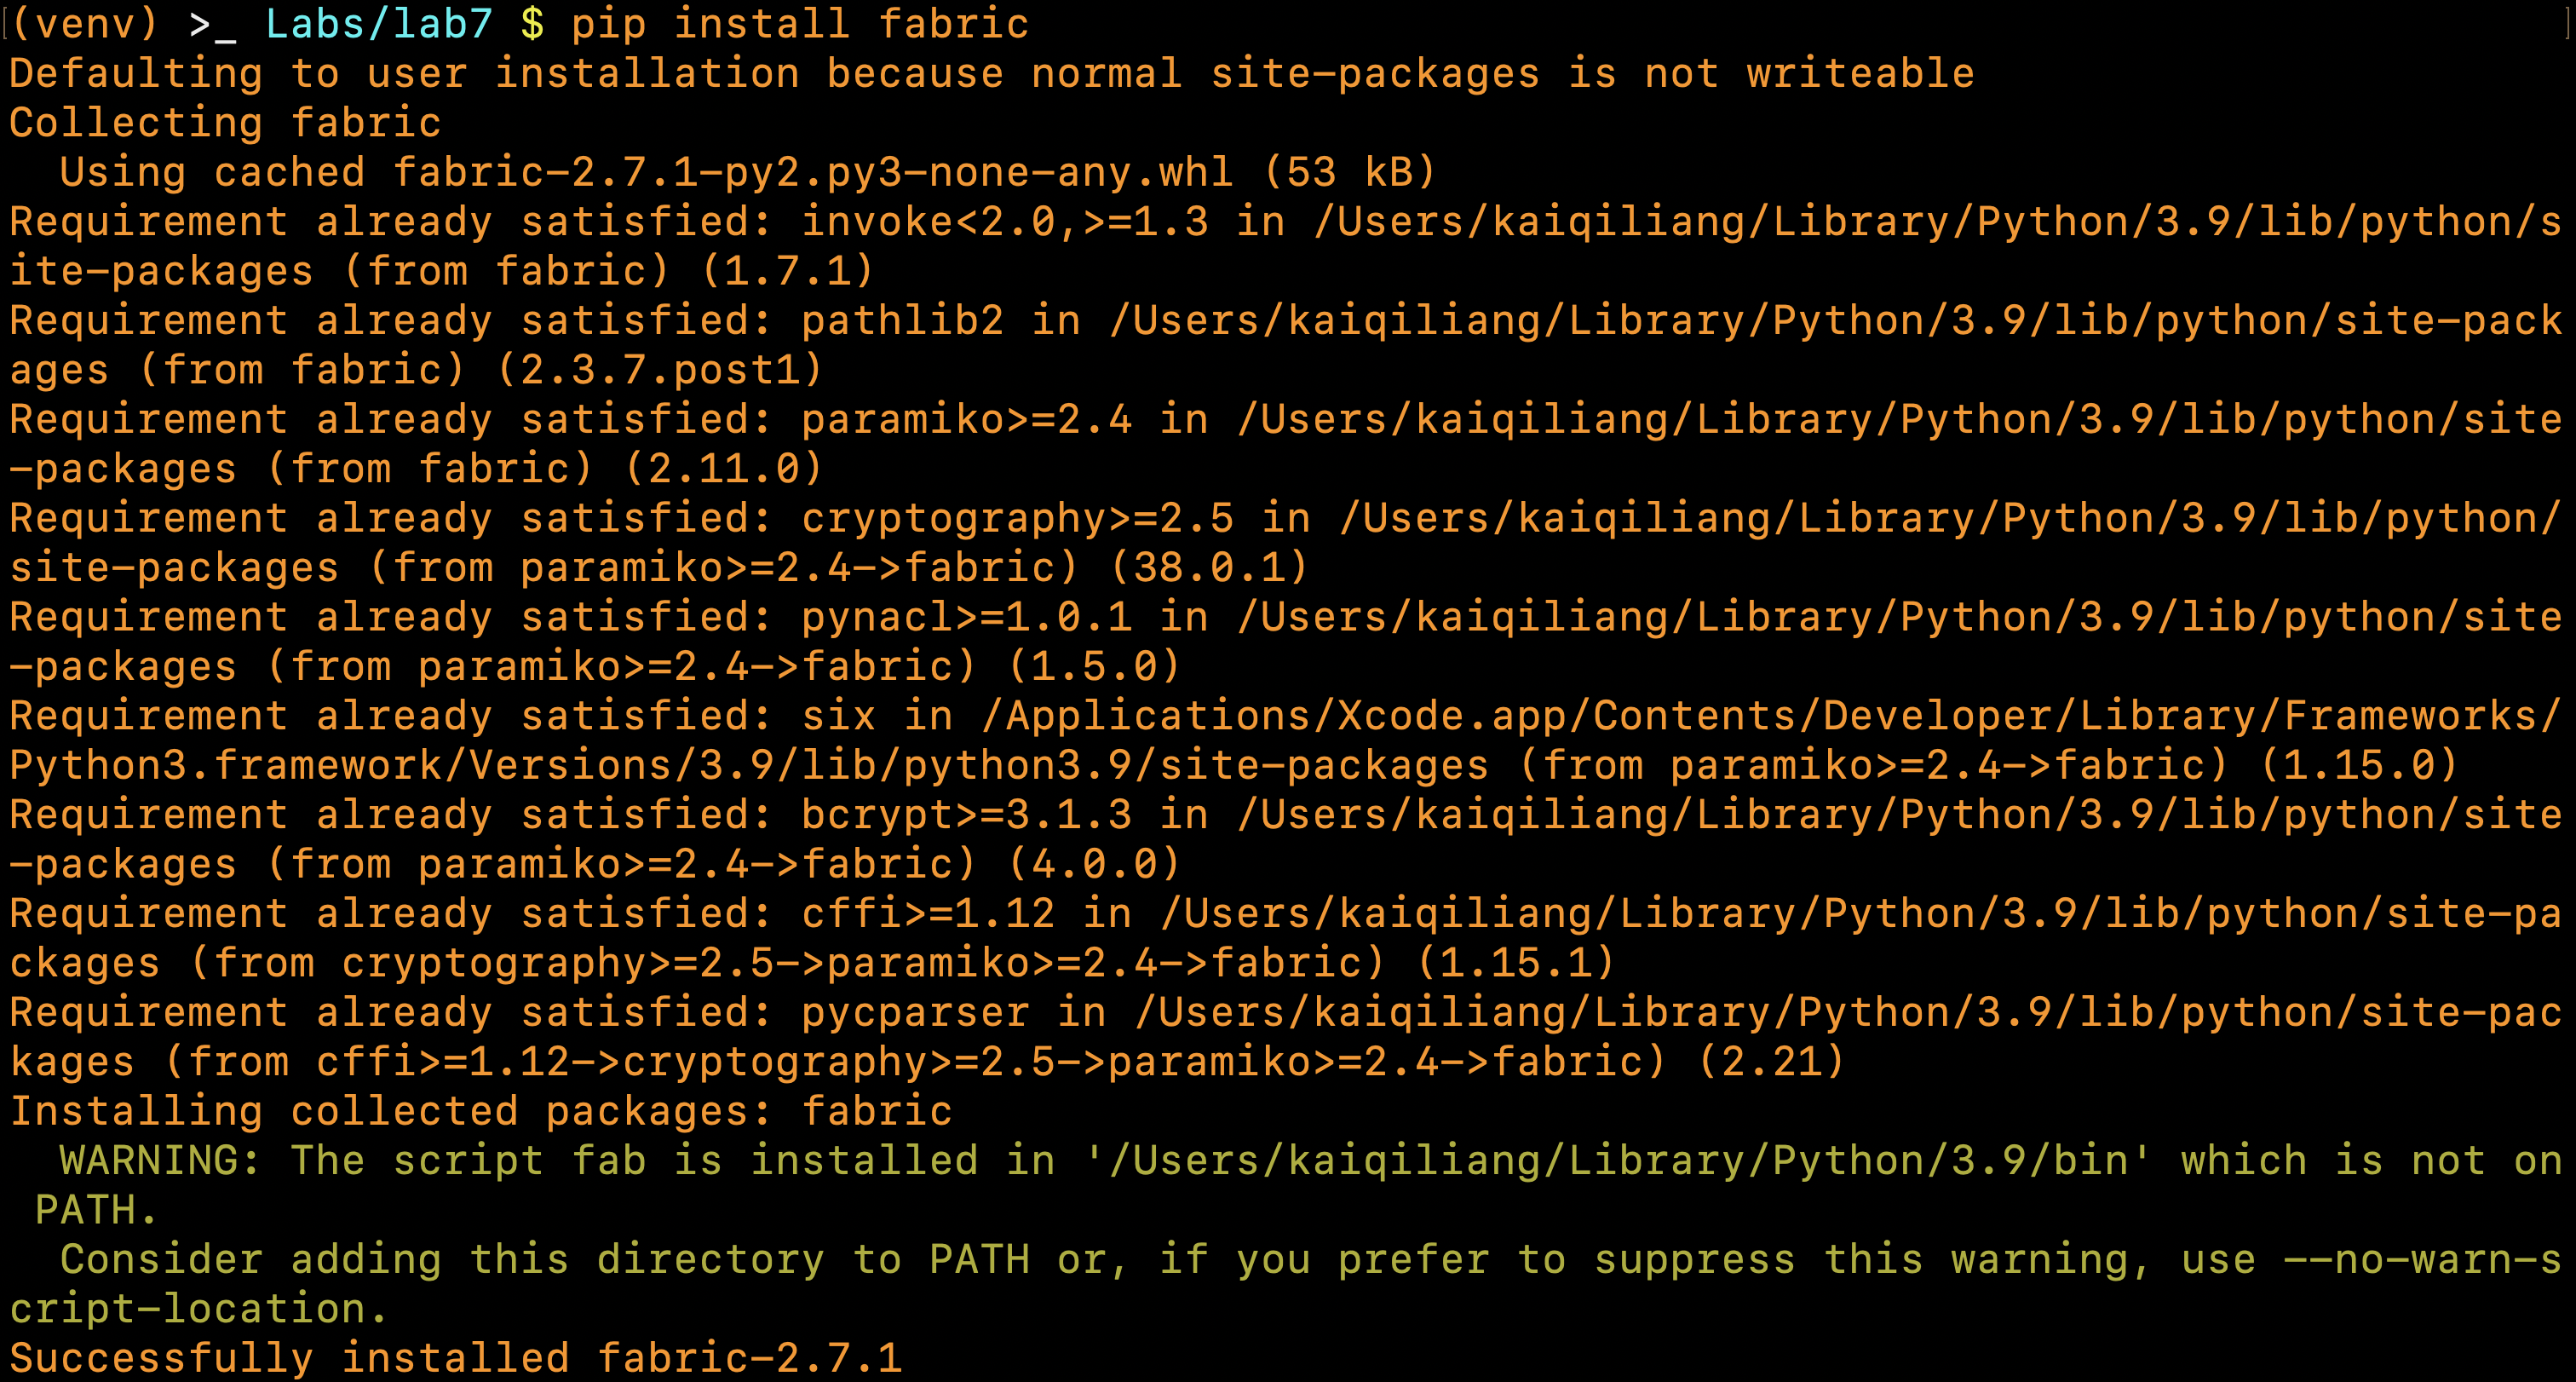 (venv) >_ Labs/lab7 $ pip install fabric
Defaulting to user installation because normal site-packages is not writeable
Collecting fabric
  Using cached fabric-2.7.1-py2.py3-none-any.whl (53 kB)
Requirement already satisfied: invoke<2.0,>=1.3 in /Users/kaiqiliang/Library/Python/3.9/lib/python/s
ite-packages (from fabric) (1.7.1)
Requirement already satisfied: pathlib2 in /Users/kaiqiliang/Library/Python/3.9/lib/python/site-pack
ages (from fabric) (2.3.7.post1)
Requirement already satisfied: paramiko>=2.4 in /Users/kaiqiliang/Library/Python/3.9/lib/python/site
-packages (from fabric) (2.11.0)
Requirement already satisfied: cryptography>=2.5 in /Users/kaiqiliang/Library/Python/3.9/lib/python/
site-packages (from paramiko>=2.4->fabric) (38.0.1)
Requirement already satisfied: pynacl>=1.0.1 in /Users/kaiqiliang/Library/Python/3.9/lib/python/site
-packages (from paramiko>=2.4->fabric) (1.5.0)
Requirement already satisfied: six in /Applications/Xcode.app/Contents/Developer/Library/Frameworks/
Python3.framework/Versions/3.9/lib/python3.9/site-packages (from paramiko>=2.4->fabric) (1.15.0)
Requirement already satisfied: bcrypt>=3.1.3 in /Users/kaiqiliang/Library/Python/3.9/lib/python/site
-packages (from paramiko>=2.4->fabric) (4.0.0)
Requirement already satisfied: cffi>=1.12 in /Users/kaiqiliang/Library/Python/3.9/lib/python/site-pa
ckages (from cryptography>=2.5->paramiko>=2.4->fabric) (1.15.1)
Requirement already satisfied: pycparser in /Users/kaiqiliang/Library/Python/3.9/lib/python/site-pac
kages (from cffi>=1.12->cryptography>=2.5->paramiko>=2.4->fabric) (2.21)
Installing collected packages: fabric
  WARNING: The script fab is installed in '/Users/kaiqiliang/Library/Python/3.9/bin' which is not on
 PATH.
  Consider adding this directory to PATH or, if you prefer to suppress this warning, use --no-warn-s
cript-location.
Successfully installed fabric-2.7.1